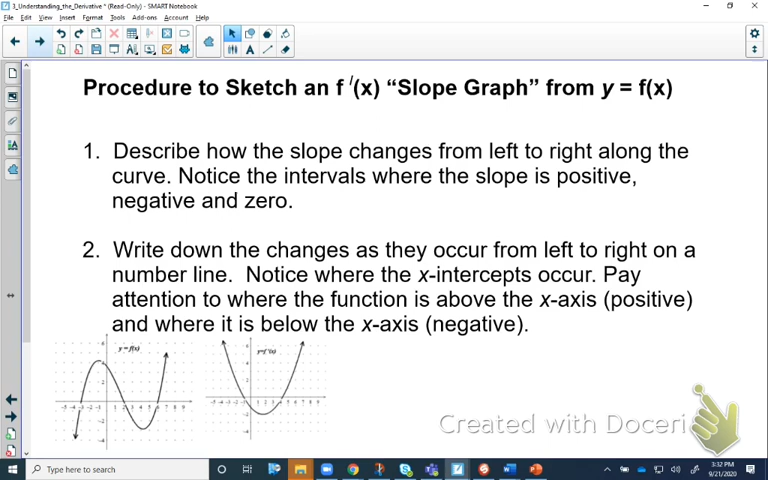 3_Understanding_the_Derivative * (Read-Only) - SMART Notebook
File Edit View Insert Format Tools Add-ons Account Help
Procedure to Sketch an f ′(x) “Slope Graph” from y = f(x)
1. Describe how the slope changes from left to right along the
curve. Notice the intervals where the slope is positive,
negative and zero.
2. Write down the changes as they occur from left to right on a
number line. Notice where the x-intercepts occur. Pay
attention to where the function is above the x-axis (positive)
and where it is below the x-axis (negative).
y = f(x)
y=f '(x)
Created with Doceri
Type here to search
3:32 PM
9/21/2020